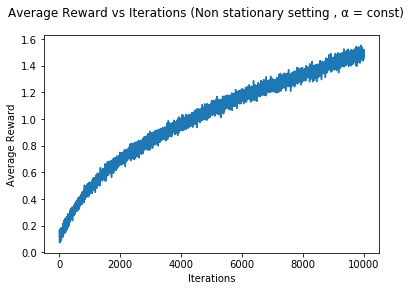 Average Reward vs Iterations (Non stationary setting , α = const)
1.6
1.4
1.2
1.0
0.8
0.6
0.4
0.2
0.0
Average Reward
0 2000 4000 6000 8000 10000
Iterations